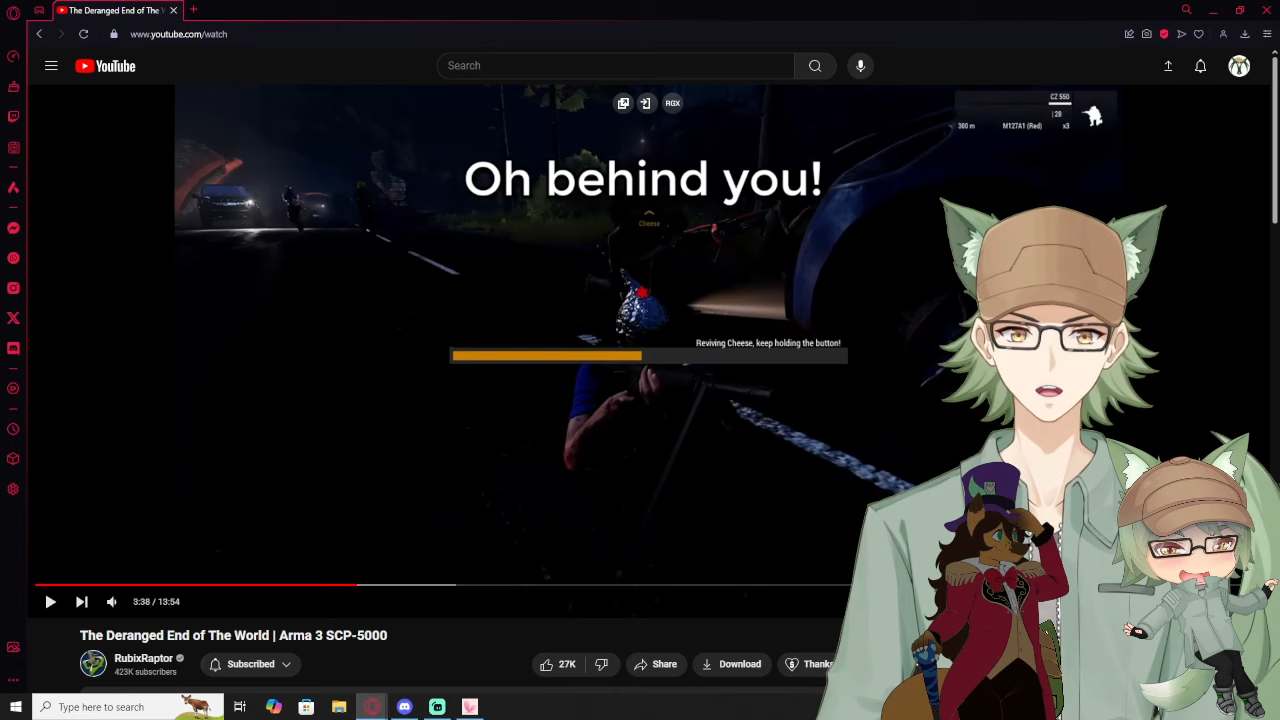 The Deranged End of The W
www.youtube.com/watch
YouTube
Search
RGX
CZ 550
| 28
300 m M127A1 (Red) x3
Oh behind you!
Cheese
Reviving Cheese, keep holding the button!
3:38 / 13:54
The Deranged End of The World | Arma 3 SCP-5000
RubixRaptor
423K subscribers
Subscribed
27K
Share
Download
Thanks
Type here to search